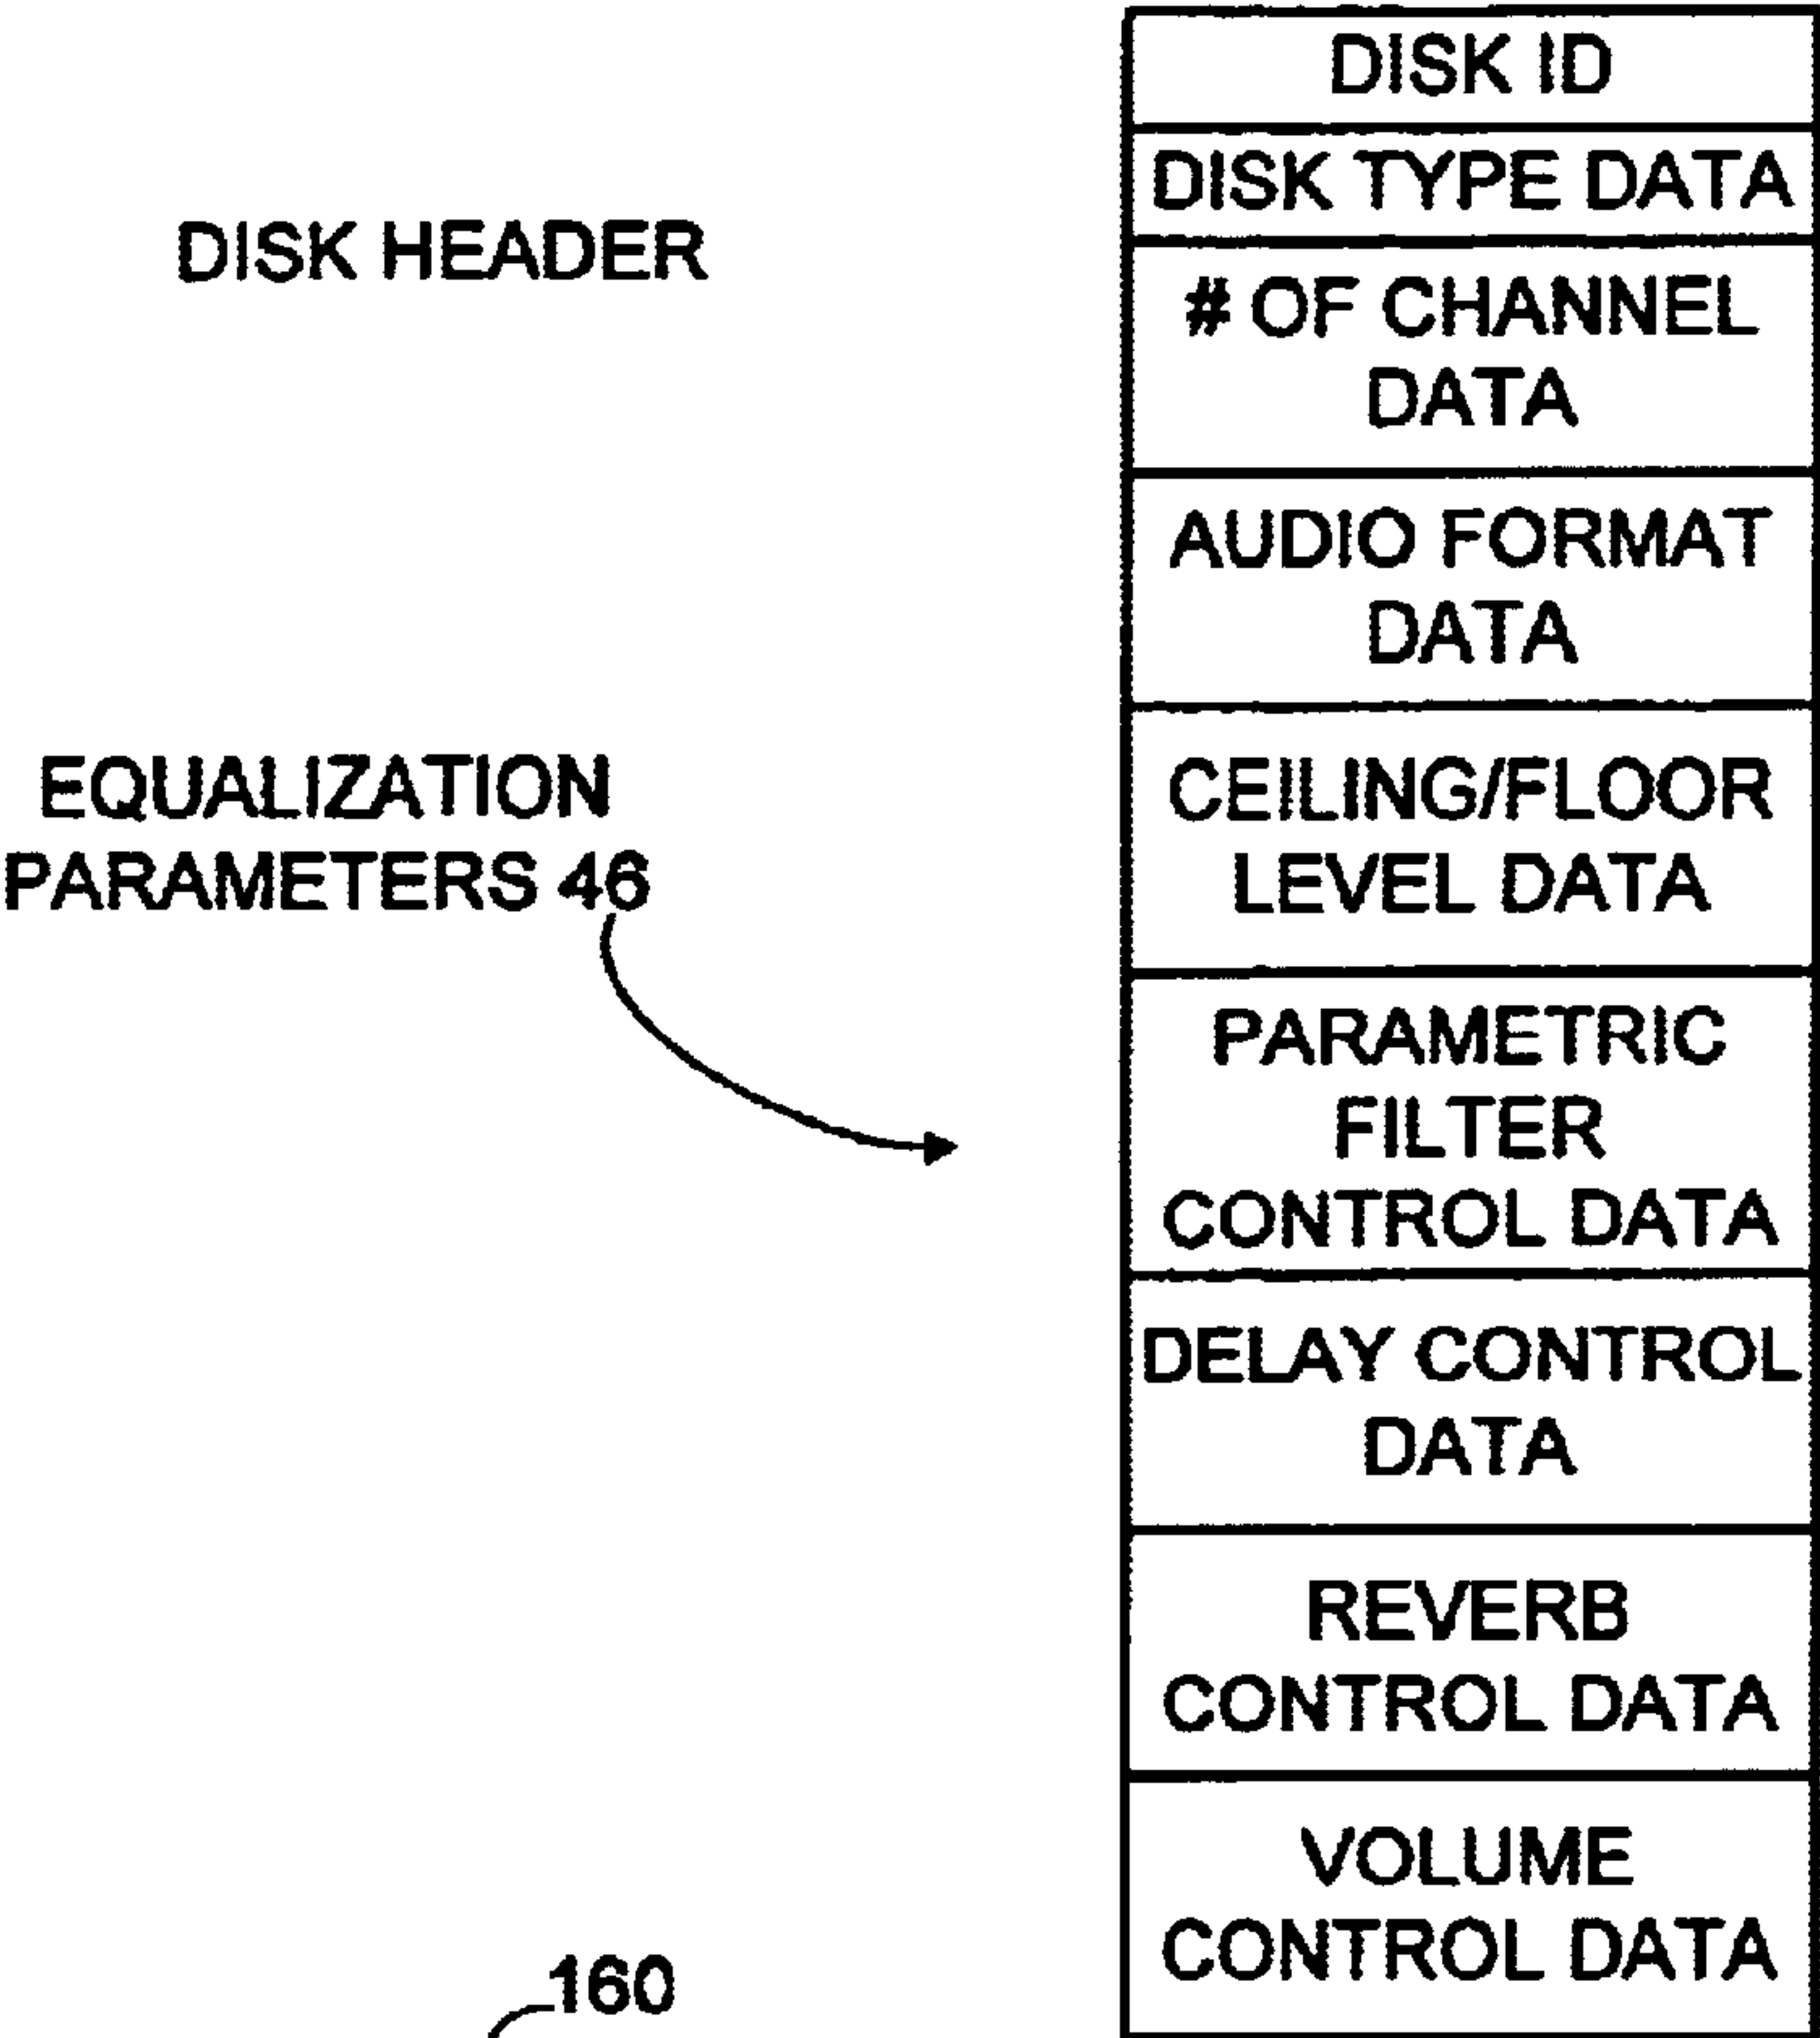 DISK HEADER
EQUALIZATION
PARAMETERS 46
160
DISK ID
DISK TYPE DATA
# OF CHANNEL
DATA
AUDIO FORMAT
DATA
CEILING/FLOOR
LEVEL DATA
PARAMETRIC
FILTER
CONTROL DATA
DELAY CONTROL
DATA
REVERB
CONTROL DATA
VOLUME
CONTROL DATA